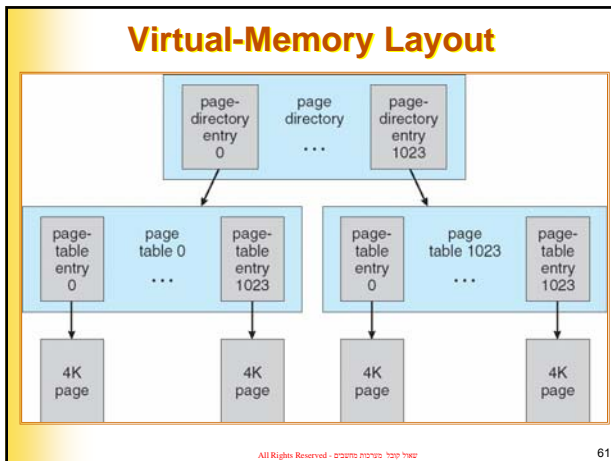 Virtual-Memory Layout
page-
directory
entry
0
page
directory
...
page-
directory
entry
1023
page-
table
entry
0
page
table 0
...
page-
table
entry
1023
page-
table
entry
0
page
table 1023
...
page-
table
entry
1023
4K
page
4K
page
4K
page
4K
page
All Rights Reserved - שאול קובל מערכות מחשבים
61